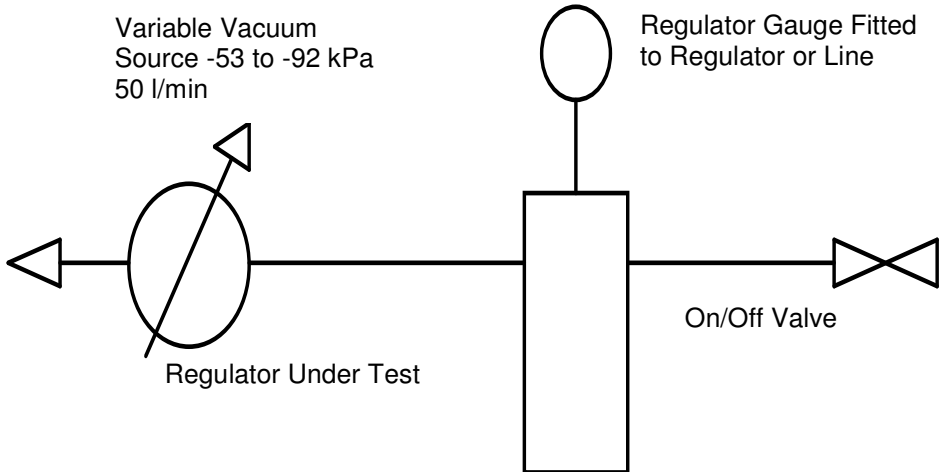 Variable Vacuum
Source -53 to -92 kPa
50 l/min
Regulator Gauge Fitted
to Regulator or Line
On/Off Valve
Regulator Under Test